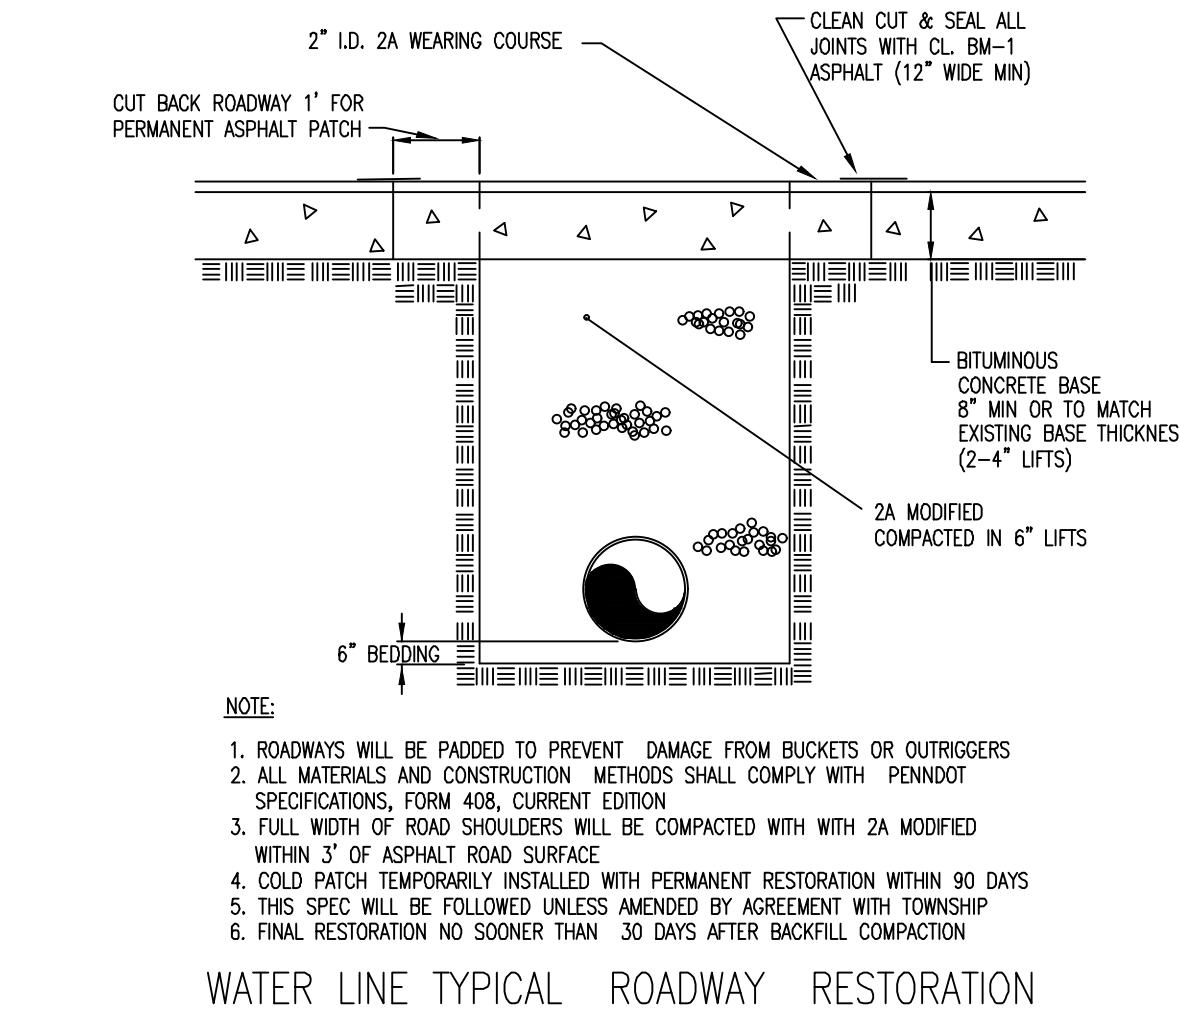 2" I.D. 2A WEARING COURSE
CLEAN CUT & SEAL ALL
JOINTS WITH CL. BM-1
ASPHALT (12" WIDE MIN)
CUT BACK ROADWAY 1' FOR
PERMANENT ASPHALT PATCH
BITUMINOUS
CONCRETE BASE
8" MIN OR TO MATCH
EXISTING BASE THICKNES
(2-4" LIFTS)
2A MODIFIED
COMPACTED IN 6" LIFTS
6" BEDDING
NOTE:
1. ROADWAYS WILL BE PADDED TO PREVENT DAMAGE FROM BUCKETS OR OUTRIGGERS
2. ALL MATERIALS AND CONSTRUCTION METHODS SHALL COMPLY WITH PENNDOT
SPECIFICATIONS, FORM 408, CURRENT EDITION
3. FULL WIDTH OF ROAD SHOULDERS WILL BE COMPACTED WITH WITH 2A MODIFIED
WITHIN 3' OF ASPHALT ROAD SURFACE
4. COLD PATCH TEMPORARILY INSTALLED WITH PERMANENT RESTORATION WITHIN 90 DAYS
5. THIS SPEC WILL BE FOLLOWED UNLESS AMENDED BY AGREEMENT WITH TOWNSHIP
6. FINAL RESTORATION NO SOONER THAN 30 DAYS AFTER BACKFILL COMPACTION
WATER LINE TYPICAL ROADWAY RESTORATION